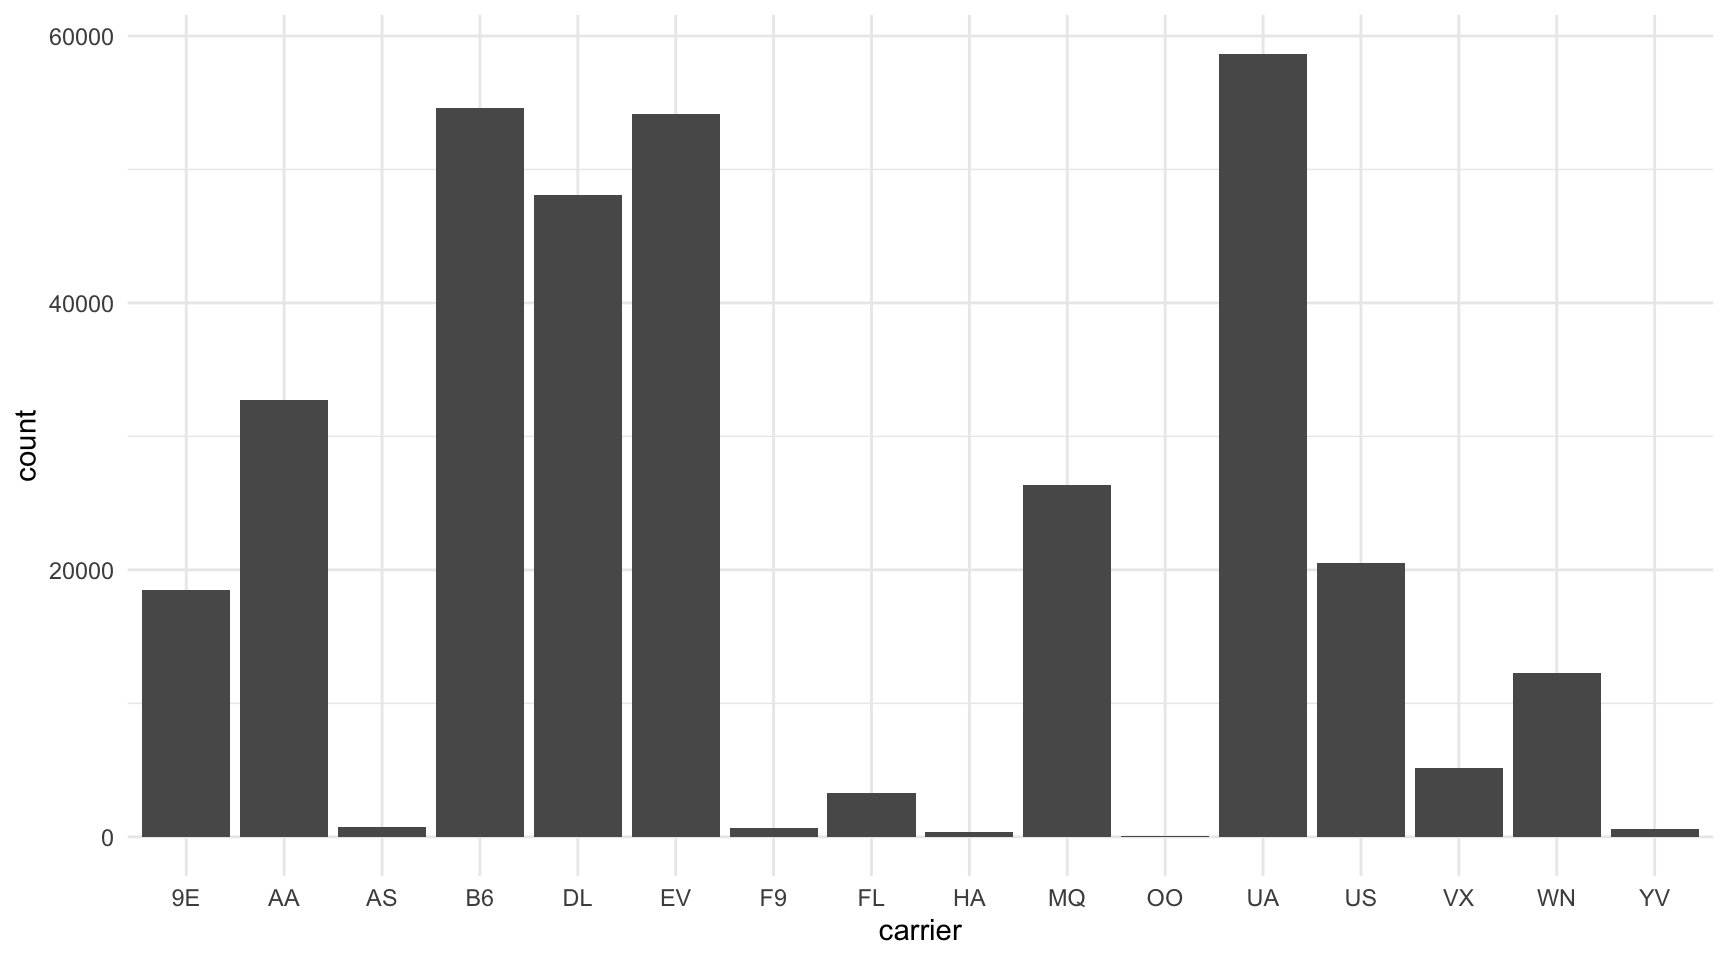 60000
40000
20000
0
count
9E AA AS B6 DL EV F9 FL HA MQ OO UA US VX WN YV
carrier